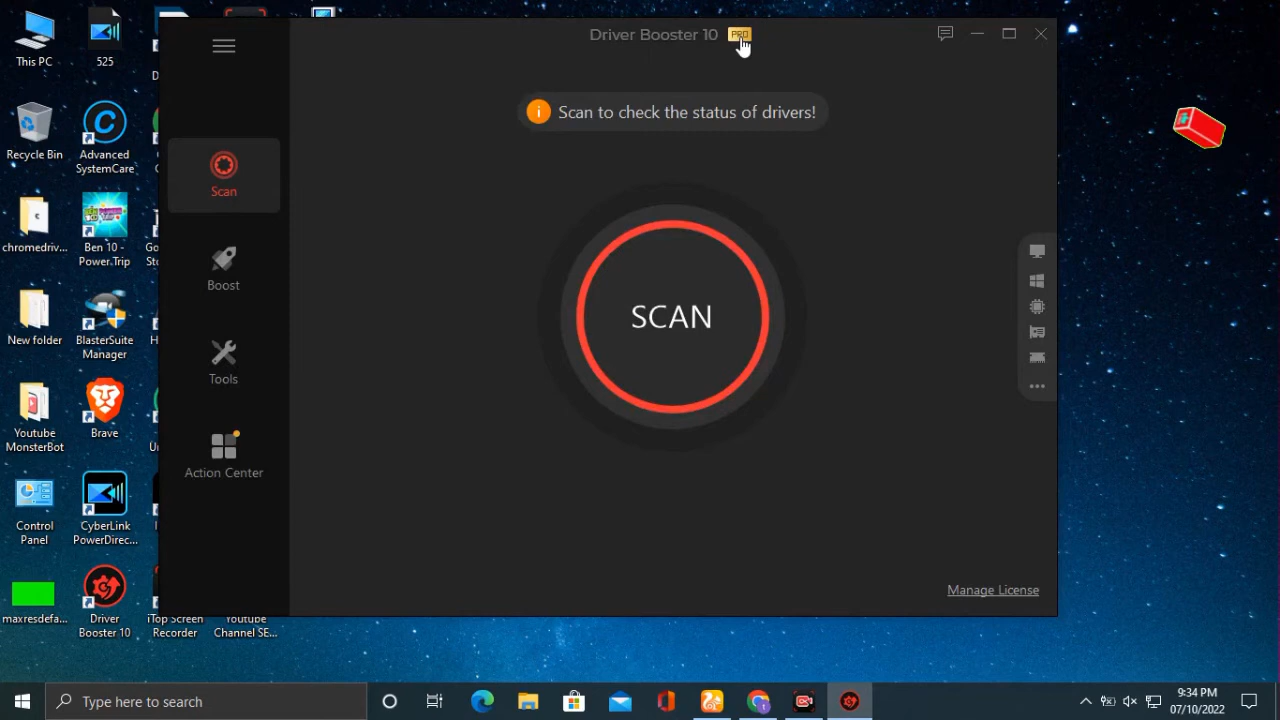 Driver Booster 10 PRO
Scan to check the status of drivers!
SCAN
Scan
Boost
Tools
Action Center
Manage License
This PC
525
Recycle Bin
Advanced
SystemCare
chromedriv...
Ben 10 -
Power Trip
New folder
BlasterSuite
Manager
Youtube
MonsterBot
Brave
Control
Panel
CyberLink
PowerDirec...
maxresdefa...
Driver
Booster 10
iTop Screen
Recorder
Youtube
Channel SE...
Type here to search
9:34 PM
07/10/2022